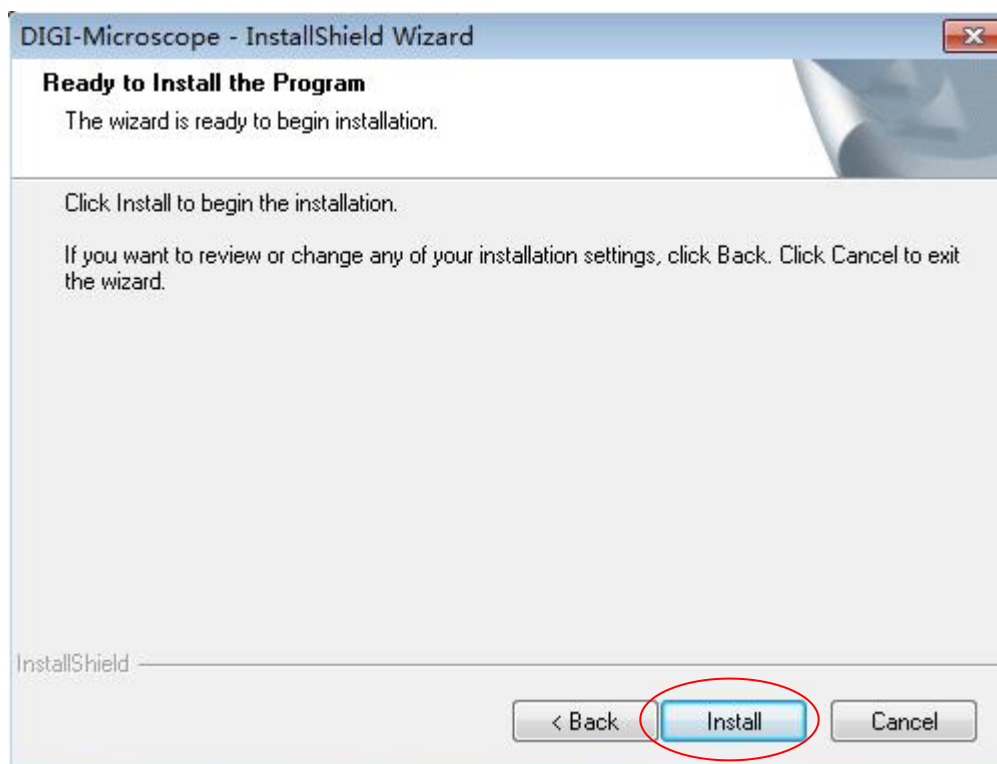 DIGI-Microscope - InstallShield Wizard
Ready to Install the Program
The wizard is ready to begin installation.
Click Install to begin the installation.
If you want to review or change any of your installation settings, click Back. Click Cancel to exit
the wizard.
InstallShield
< Back Install Cancel